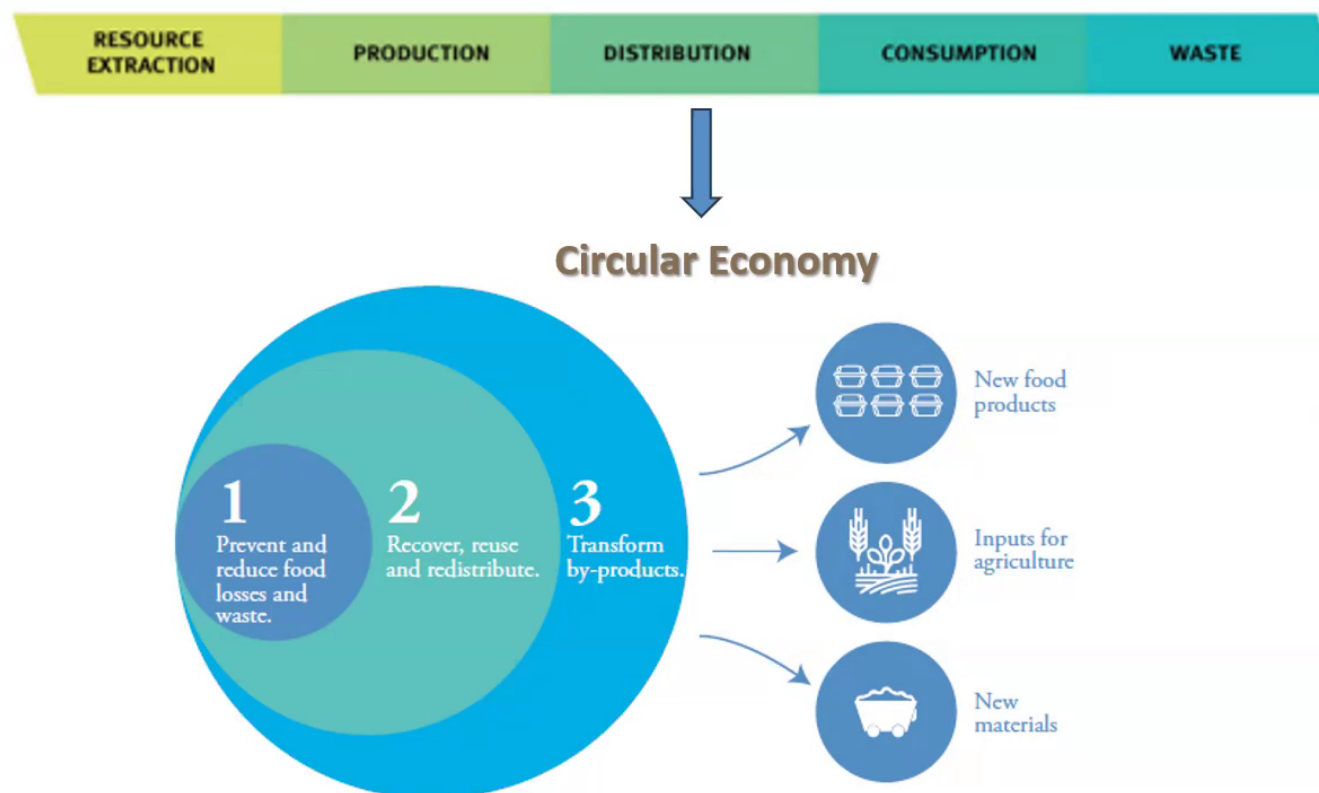 RESOURCE
EXTRACTION
PRODUCTION
DISTRIBUTION
CONSUMPTION
WASTE
Circular Economy
1
Prevent and
reduce food
losses and
waste.
2
Recover, reuse
and redistribute.
3
Transform
by-products.
New food
products
Inputs for
agriculture
New
materials